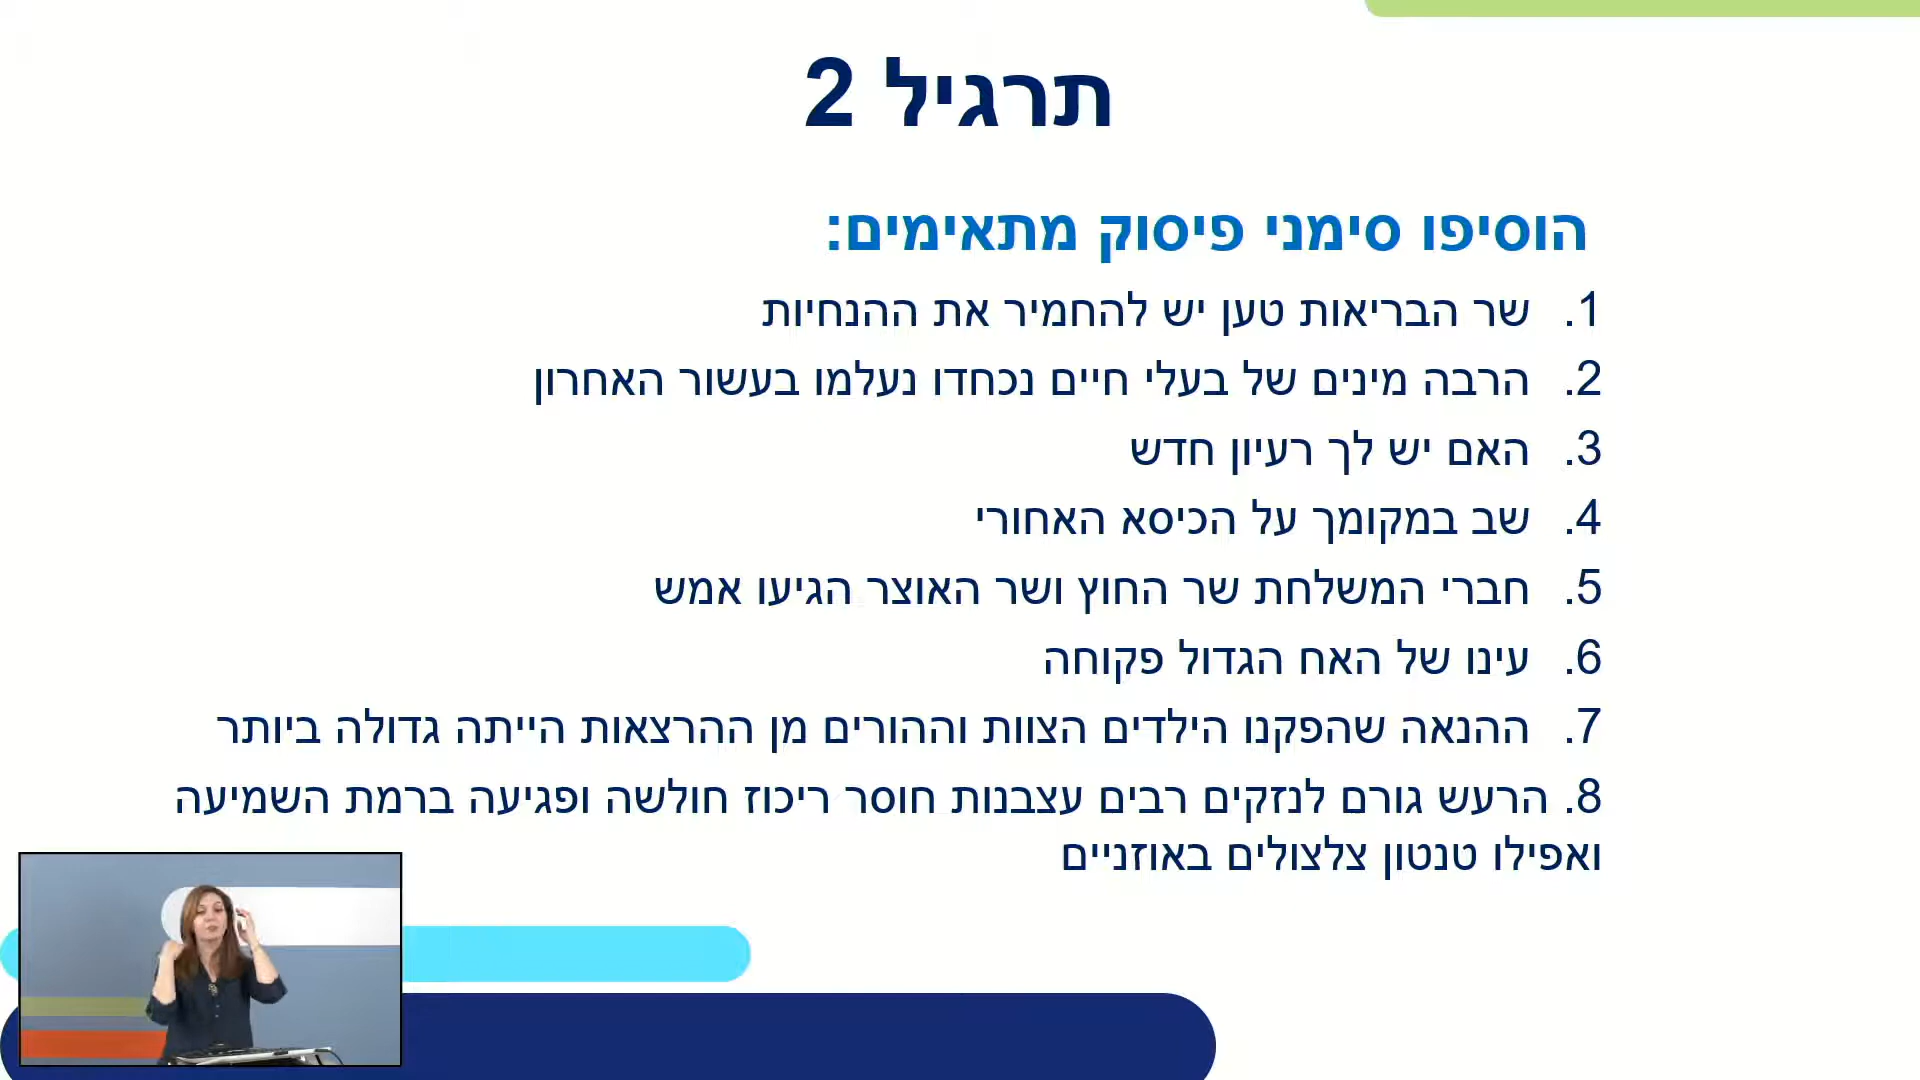 תרגיל 2
הוסיפו סימני פיסוק מתאימים:
1. שר הבריאות טען יש להחמיר את ההנחיות
2. הרבה מינים של בעלי חיים נכחדו נעלמו בעשור האחרון
3. האם יש לך רעיון חדש
4. שב במקומך על הכיסא האחורי
5. חברי המשלחת שר החוץ ושר האוצר הגיעו אמש
6. עינו של האח הגדול פקוחה
7. ההנאה שהפקנו הילדים הצוות וההורים מן ההרצאות הייתה גדולה ביותר
8. הרעש גורם לנזקים רבים עצבנות חוסר ריכוז חולשה ופגיעה ברמת השמיעה
ואפילו טנטון צלצולים באוזניים